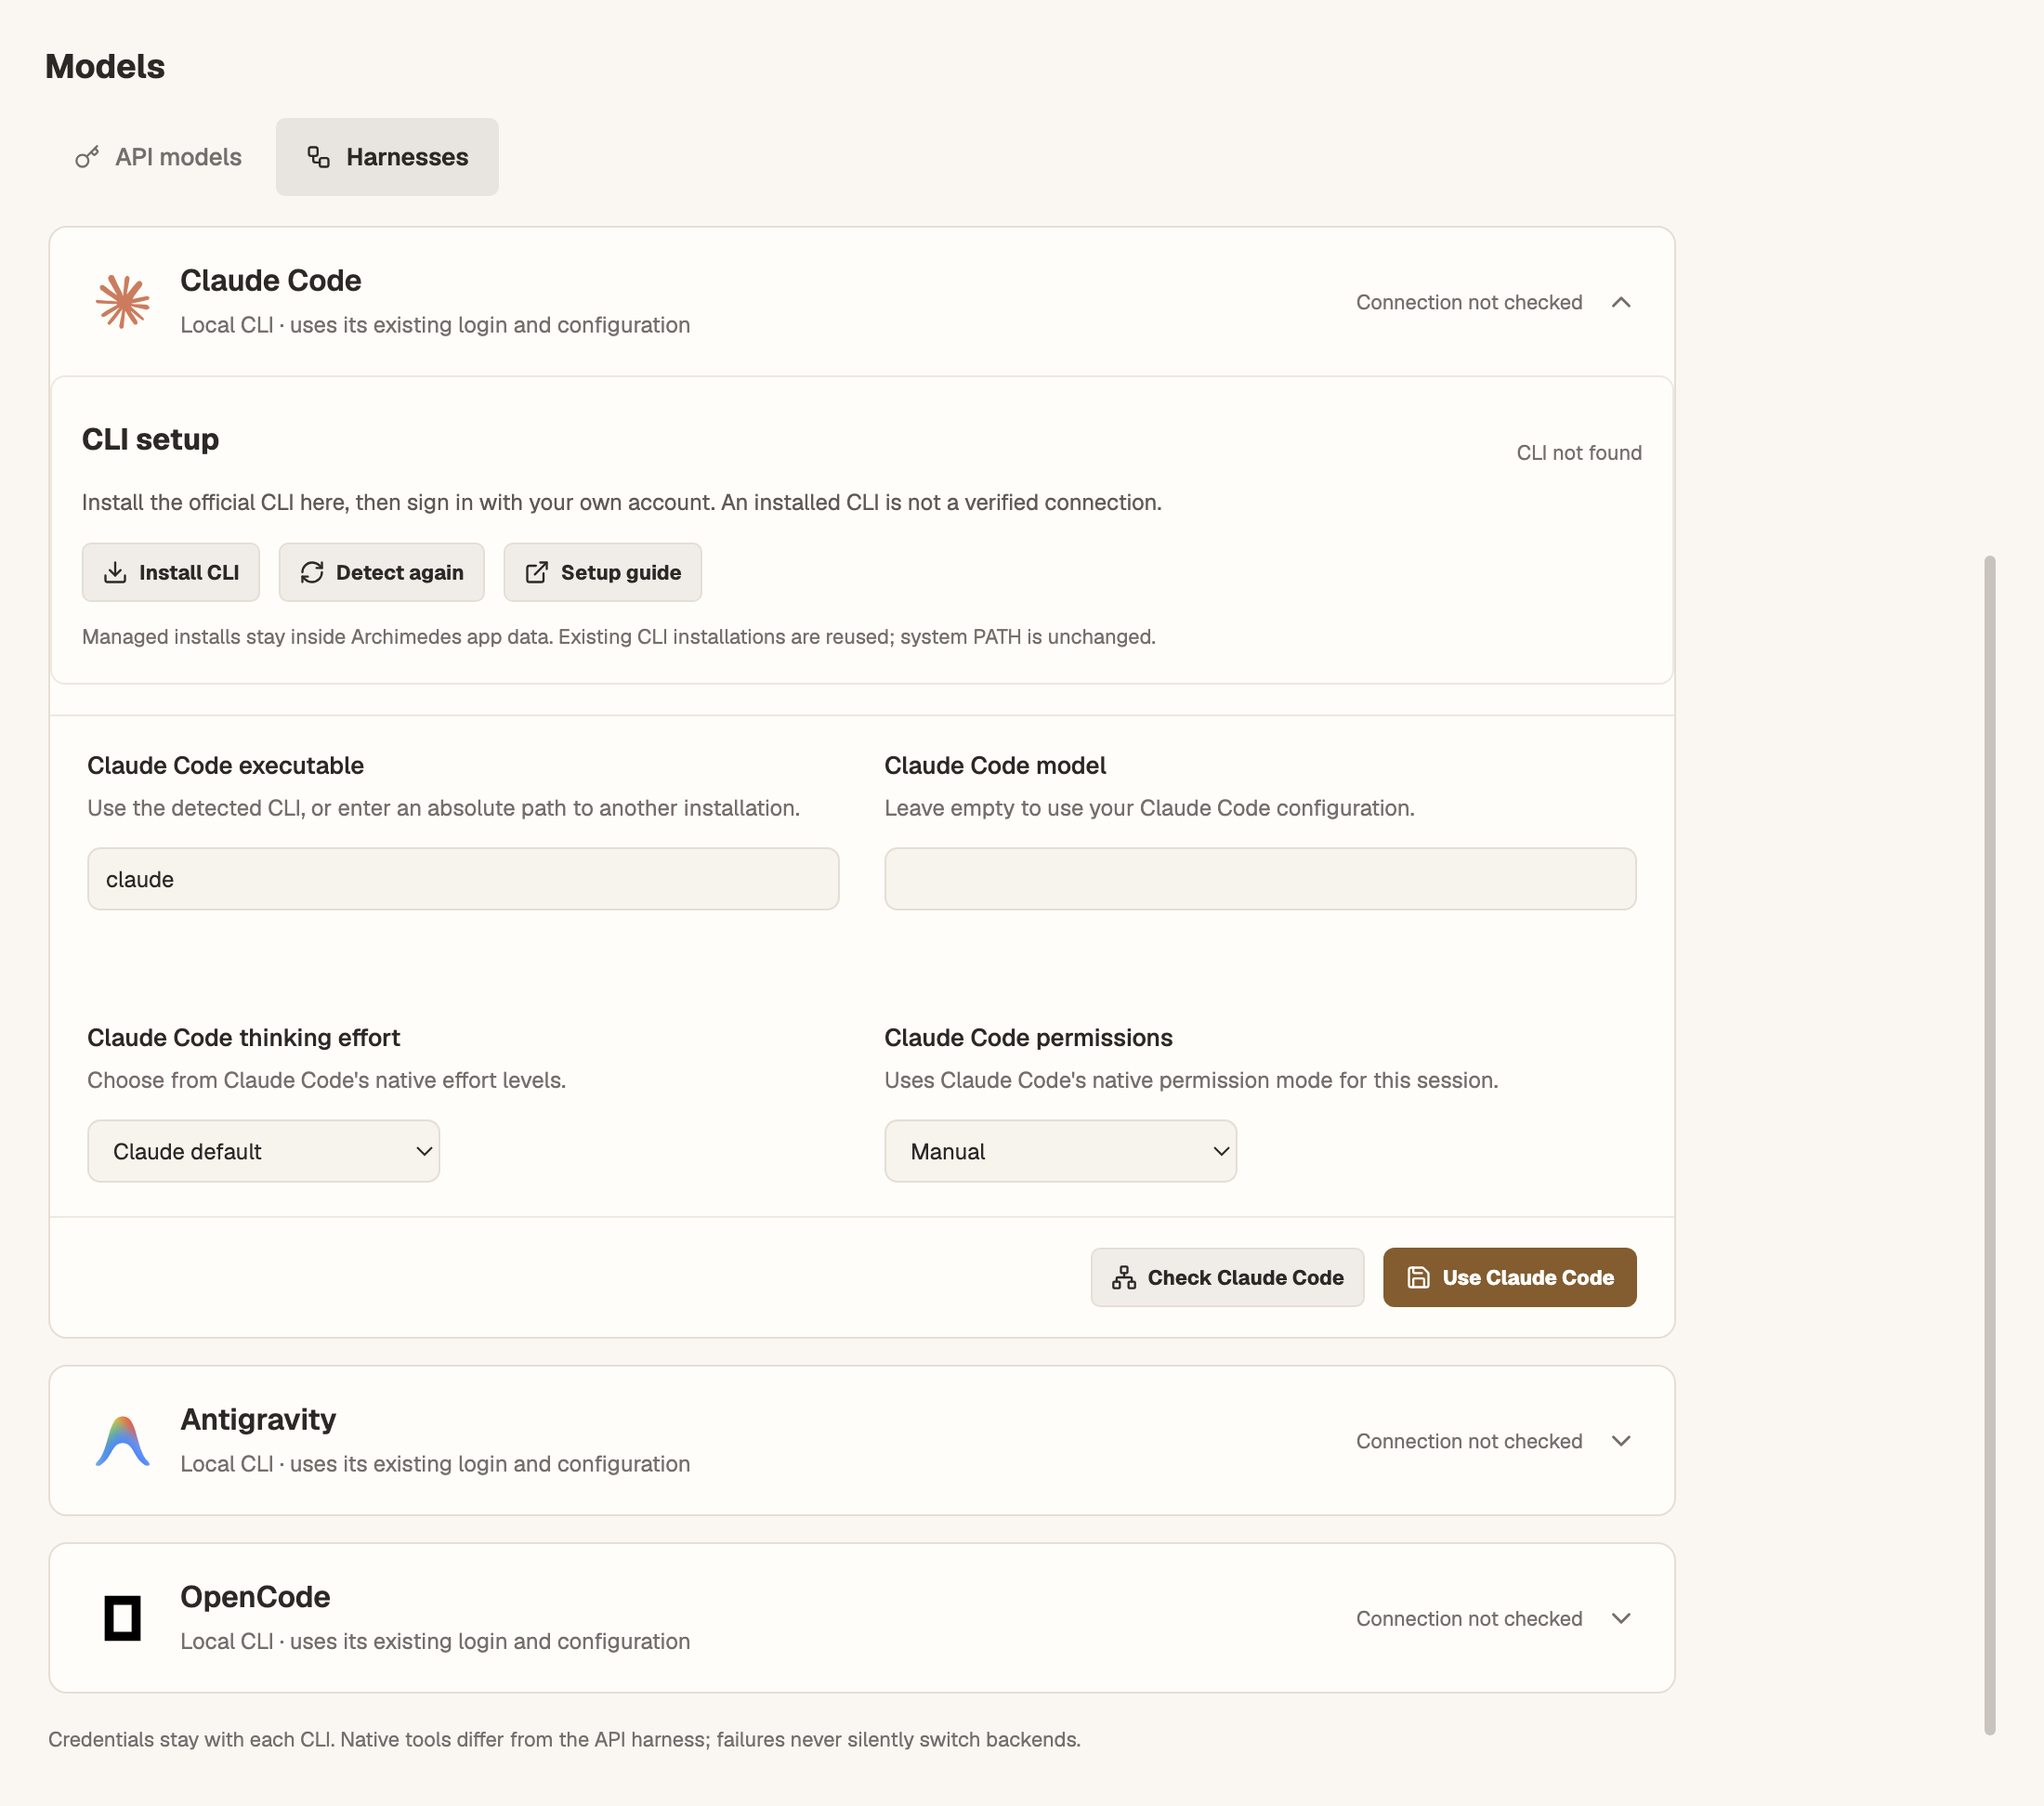 Models
API models
Harnesses
Claude Code
Local CLI · uses its existing login and configuration
Connection not checked
CLI setup
CLI not found
Install the official CLI here, then sign in with your own account. An installed CLI is not a verified connection.
Install CLI
Detect again
Setup guide
Managed installs stay inside Archimedes app data. Existing CLI installations are reused; system PATH is unchanged.
Claude Code executable
Use the detected CLI, or enter an absolute path to another installation.
claude
Claude Code model
Leave empty to use your Claude Code configuration.
Claude Code thinking effort
Choose from Claude Code's native effort levels.
Claude default
Claude Code permissions
Uses Claude Code's native permission mode for this session.
Manual
Check Claude Code
Use Claude Code
Antigravity
Local CLI · uses its existing login and configuration
Connection not checked
OpenCode
Local CLI · uses its existing login and configuration
Connection not checked
Credentials stay with each CLI. Native tools differ from the API harness; failures never silently switch backends.